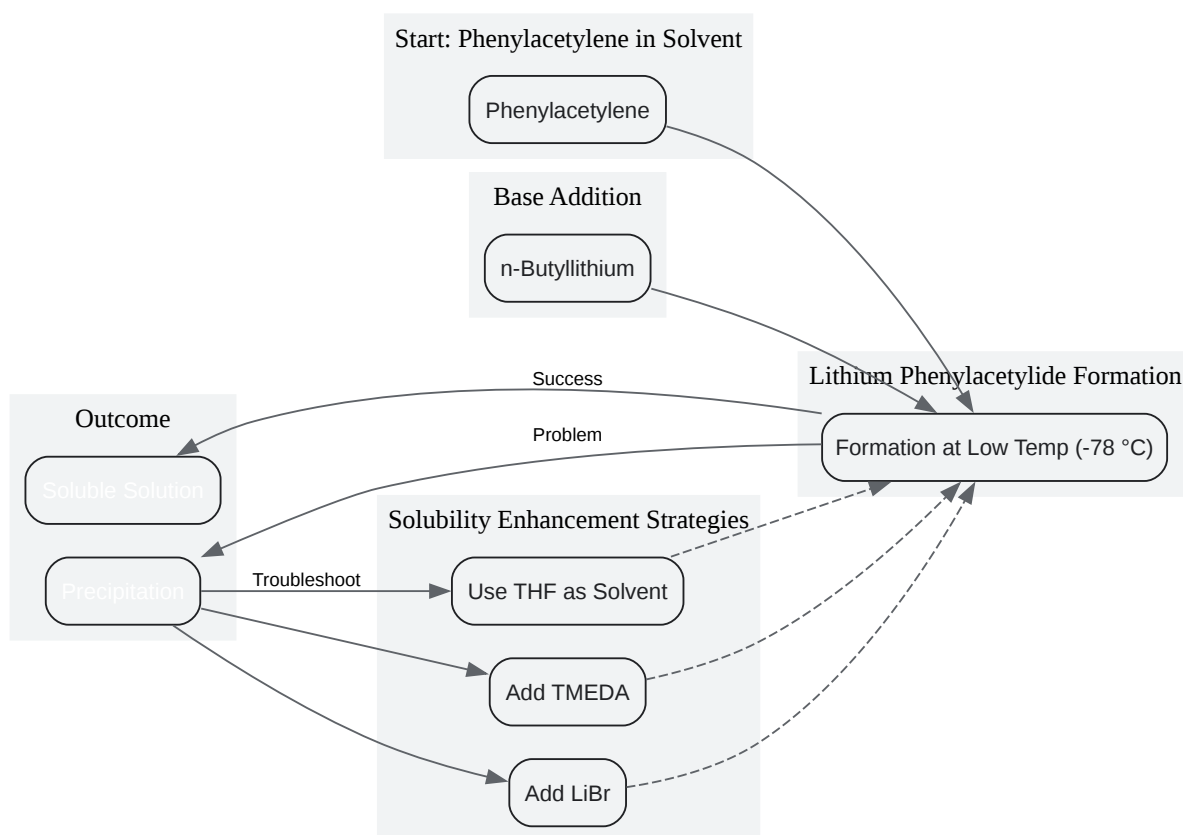 Start: Phenylacetylene in Solvent
Phenylacetylene
Base Addition
n-Butyllithium
Lithium Phenylacetylide Formation
Formation at Low Temp (-78 °C)
Success
Problem
Outcome
Soluble Solution
Precipitation
Troubleshoot
Solubility Enhancement Strategies
Use THF as Solvent
Add TMEDA
Add LiBr